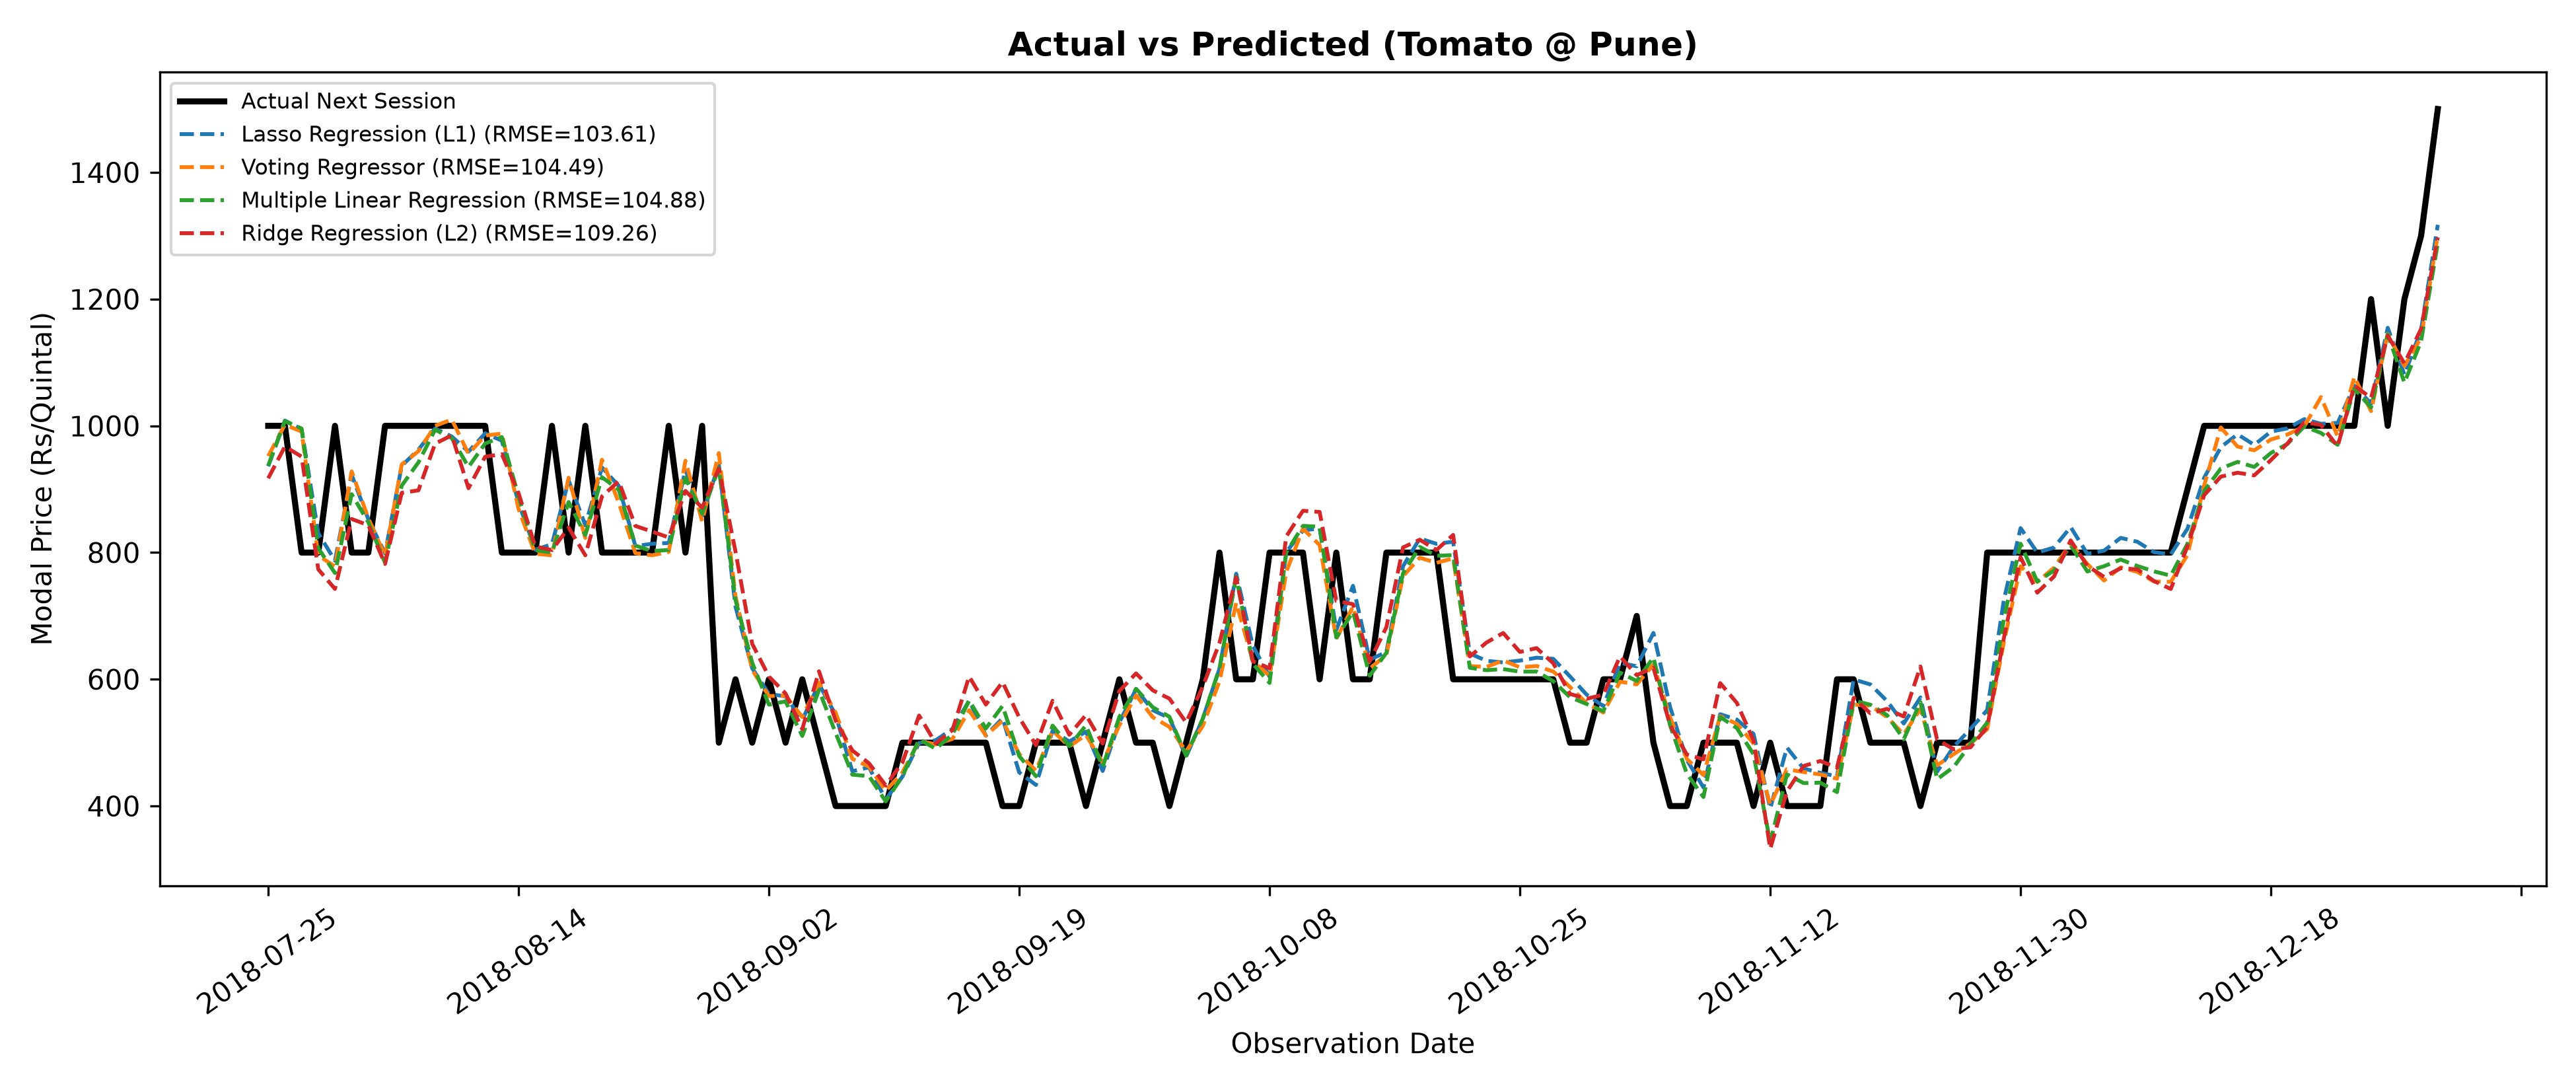 Actual vs Predicted (Tomato @ Pune)
Actual Next Session
Lasso Regression (L1) (RMSE=103.61)
Voting Regressor (RMSE=104.49)
Multiple Linear Regression (RMSE=104.88)
Ridge Regression (L2) (RMSE=109.26)
Modal Price (Rs/Quintal)
1400
1200
1000
800
600
400
2018-07-25
2018-08-14
2018-09-02
2018-09-19
2018-10-08
2018-10-25
2018-11-12
2018-11-30
2018-12-18
Observation Date